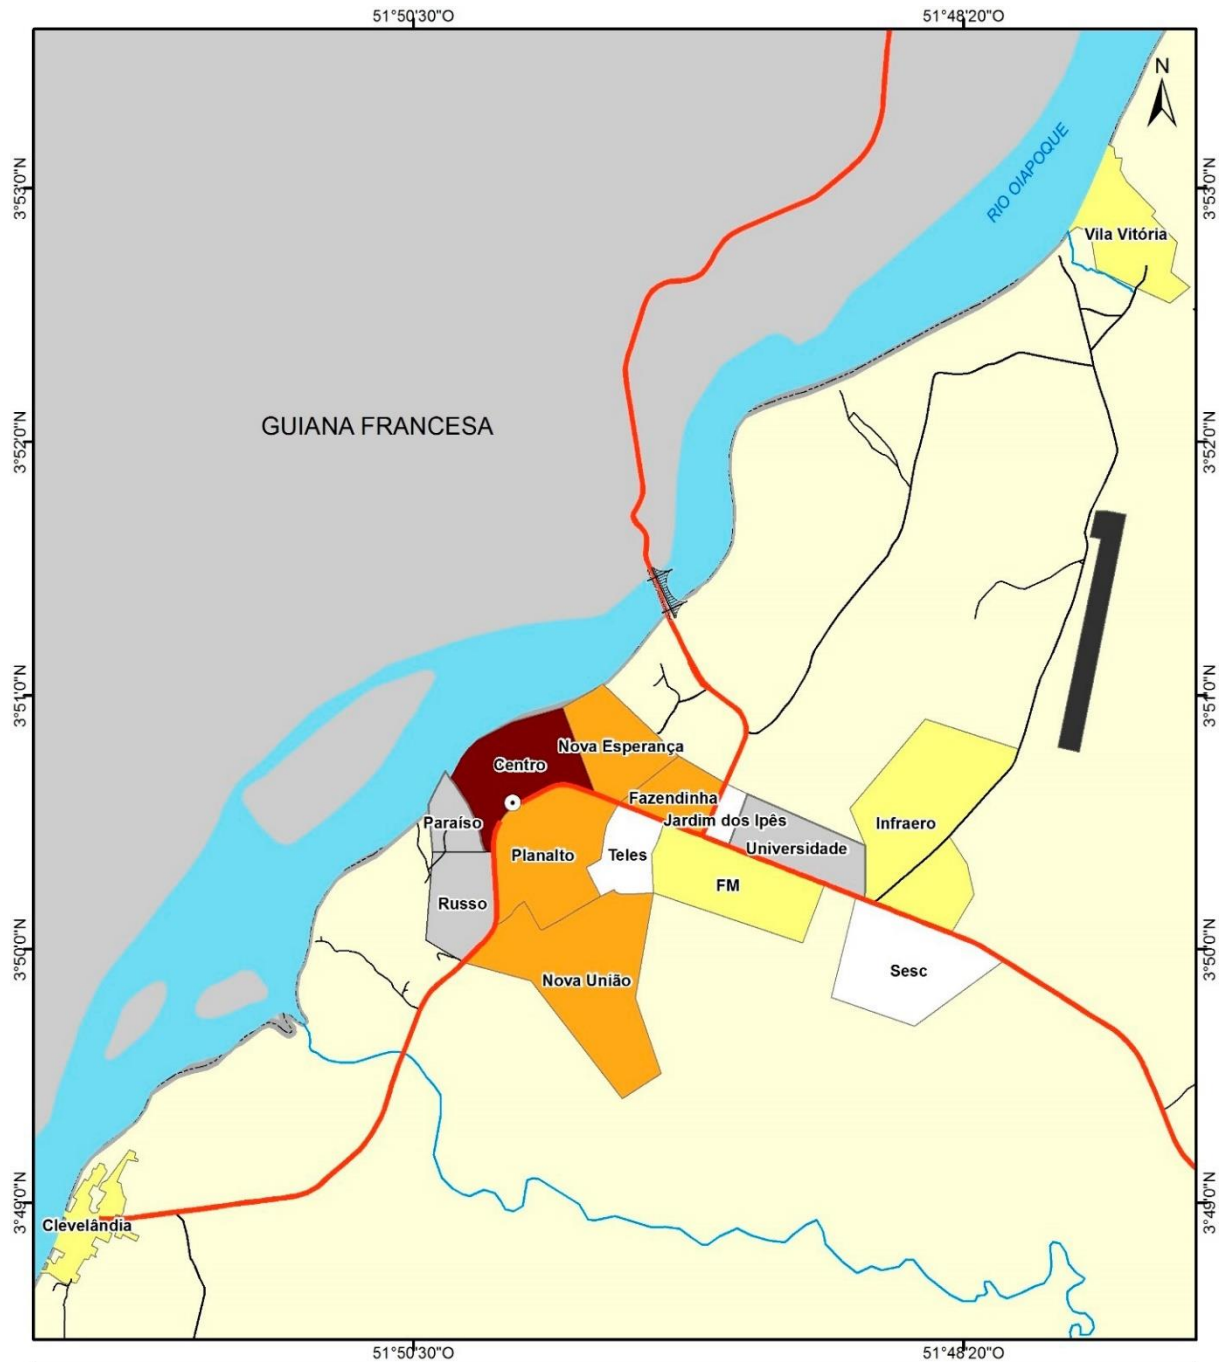 51°50'30"O
51°48'20"O
N
RIO OIAPOQUE
3°53'0"N
3°53'0"N
Vila Vitória
GUIANA FRANCESA
3°52'0"N
3°52'0"N
3°51'0"N
3°51'0"N
Nova Esperança
Centro
Fazendinha
Jardim dos Ipês
Paraíso
Infraero
Universidade
Planalto
Teles
FM
Russo
3°50'0"N
3°50'0"N
Sesc
Nova União
3°49'0"N
3°49'0"N
Clevelândia
51°50'30"O
51°48'20"O